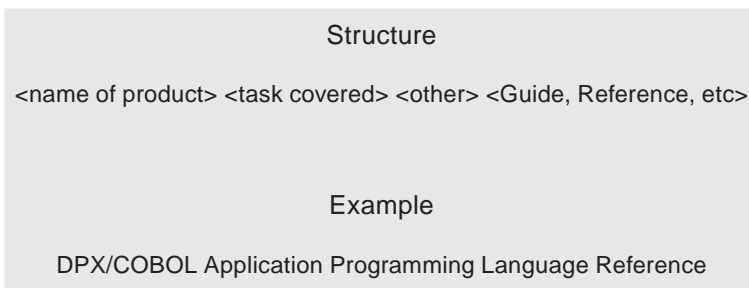 Structure
<name of product> <task covered> <other> <Guide, Reference, etc>
Example
DPX/COBOL Application Programming Language Reference